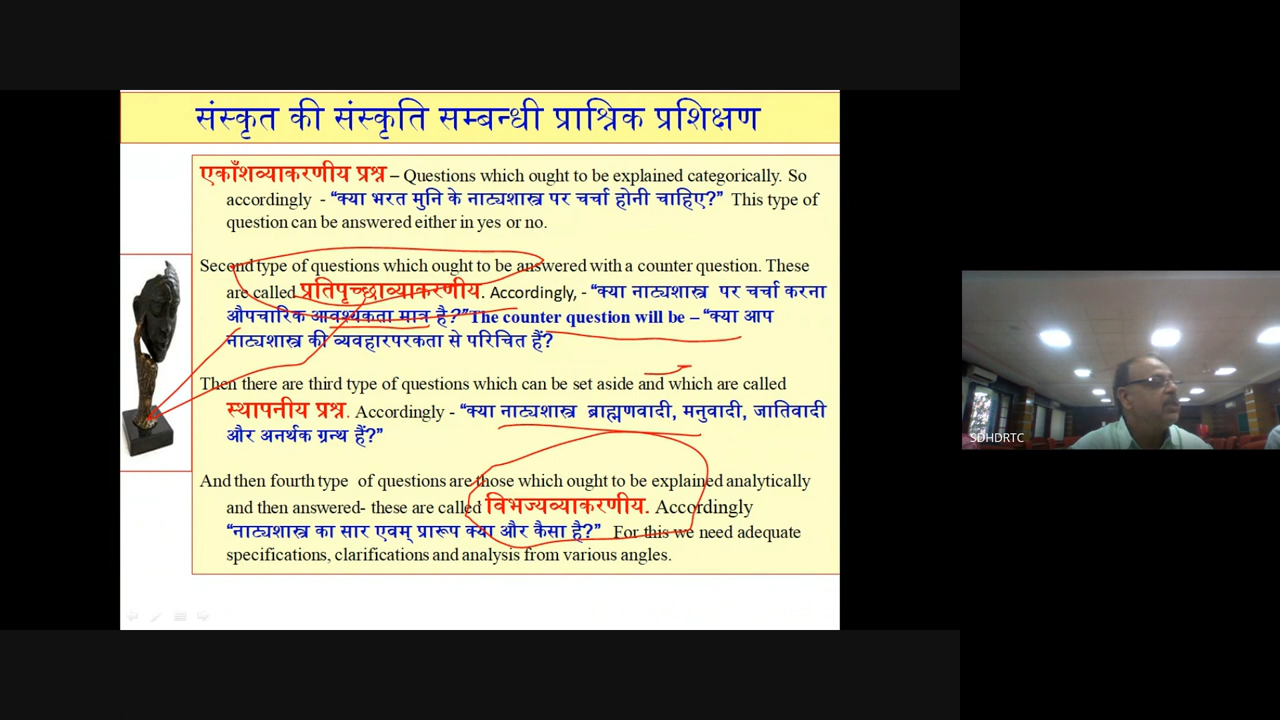 संस्कृत की संस्कृति सम्बन्धी प्राश्निक प्रशिक्षण
एकाँशव्याकरणीय प्रश्न – Questions which ought to be explained categorically. So
accordingly - “क्या भरत मुनि के नाट्यशास्त्र पर चर्चा होनी चाहिए?” This type of
question can be answered either in yes or no.
Second type of questions which ought to be answered with a counter question. These
are called प्रतिपृच्छाव्याकरणीय. Accordingly, - “क्या नाट्यशास्त्र पर चर्चा करना
औपचारिक आवश्यकता मात्र है?” The counter question will be – “क्या आप
नाट्यशास्त्र की व्यवहारपरकता से परिचित हैं?
Then there are third type of questions which can be set aside and which are called
स्थापनीय प्रश्न. Accordingly - “क्या नाट्यशास्त्र ब्राह्मणवादी, मनुवादी, जातिवादी
और अनर्थक ग्रन्थ हैं?”
And then fourth type of questions are those which ought to be explained analytically
and then answered- these are called विभज्यव्याकरणीय. Accordingly
“नाट्यशास्त्र का सार एवम् प्रारूप क्या और कैसा है?” For this we need adequate
specifications, clarifications and analysis from various angles.
SDHDRTC